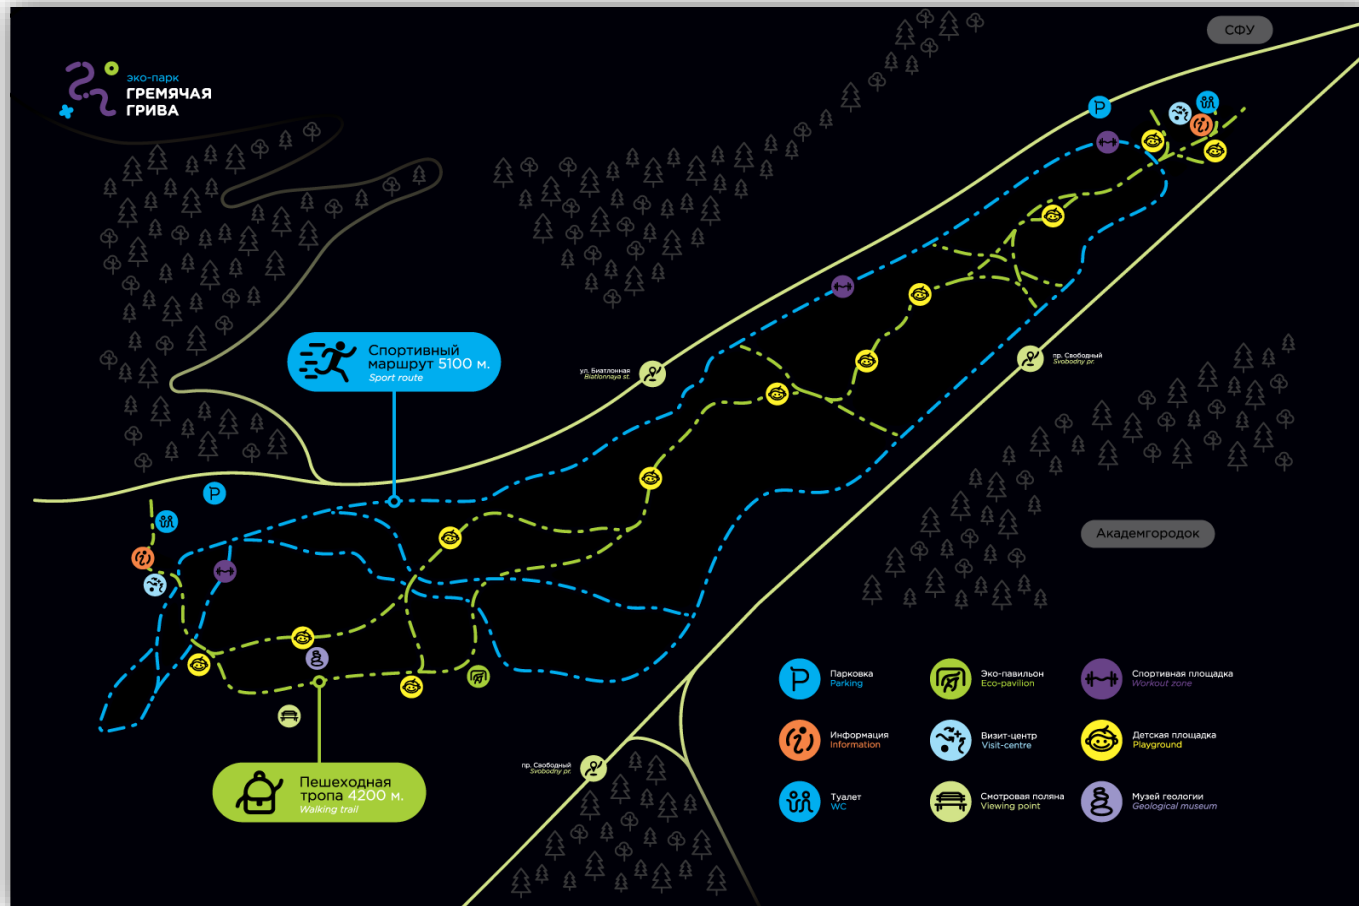 СФУ
эко-парк
ГРЕМЯЧАЯ
ГРИВА
Спортивный
маршрут 5100 м.
Sport route
ул. Биатлонная
Biatlonnaya st.
пр. Свободный
Svobodny pr.
Академгородок
Пешеходная
тропа 4200 м.
Walking trail
пр. Свободный
Svobodny pr.
Парковка
Parking
Эко-павильон
Eco-pavilion
Спортивная площадка
Workout zone
Информация
Information
Визит-центр
Visit-centre
Детская площадка
Playground
Туалет
WC
Смотровая поляна
Viewing point
Музей геологии
Geological museum